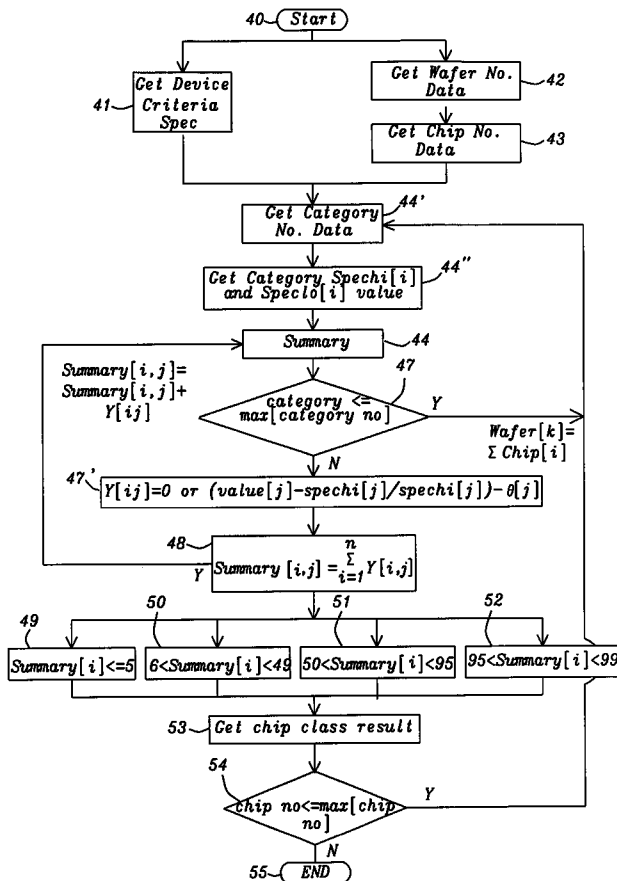 40
Start
41
Get Device
Criteria
Spec
Get Wafer No.
Data
42
Get Chip No.
Data
43
44'
Get Category
No. Data
Get Category Spechi[i]
and Speclo[i] value
44"
Summary
44
Summary[i,j]=
Summary[i,j]+
Y[ij]
category <=
max[category no]
47
Y
Wafer[k]=
Σ Chip[i]
N
47'
Y[ij]=0 or (value[j]-spechi[j]/spechi[j])-θ[j]
48
Y
Summary [i,j] = n Σ i=1 Y[i,j]
49
Summary[i]<=5
50
6<Summary[i]<49
51
50<Summary[i]<95
52
95<Summary[i]<99
53
Get chip class result
54
chip no<=max[chip
no]
Y
N
55
END